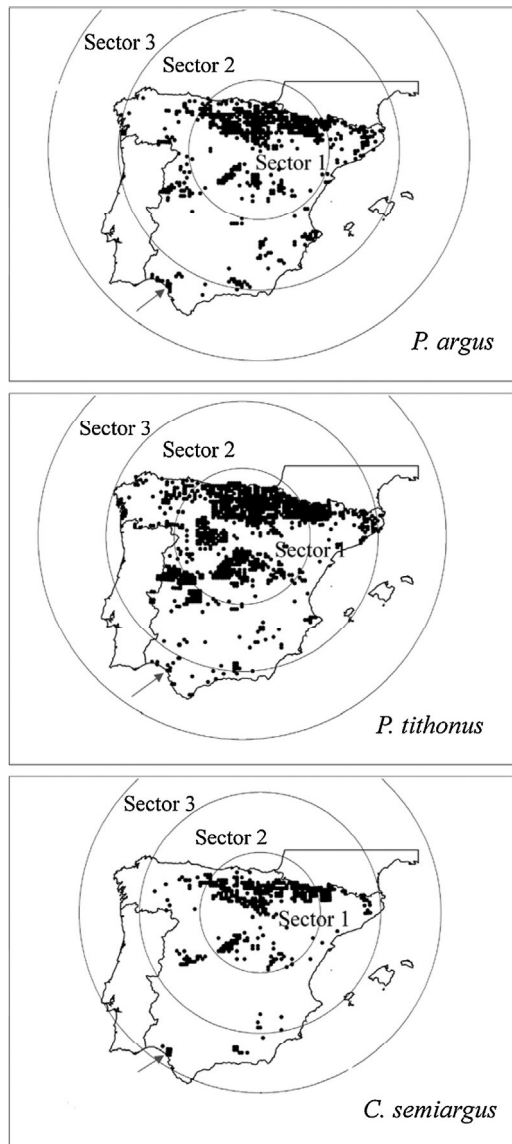 Sector 3
Sector 2
Sector 1
P. argus
Sector 3
Sector 2
Sector 1
P. tithonus
Sector 3
Sector 2
Sector 1
C. semiargus